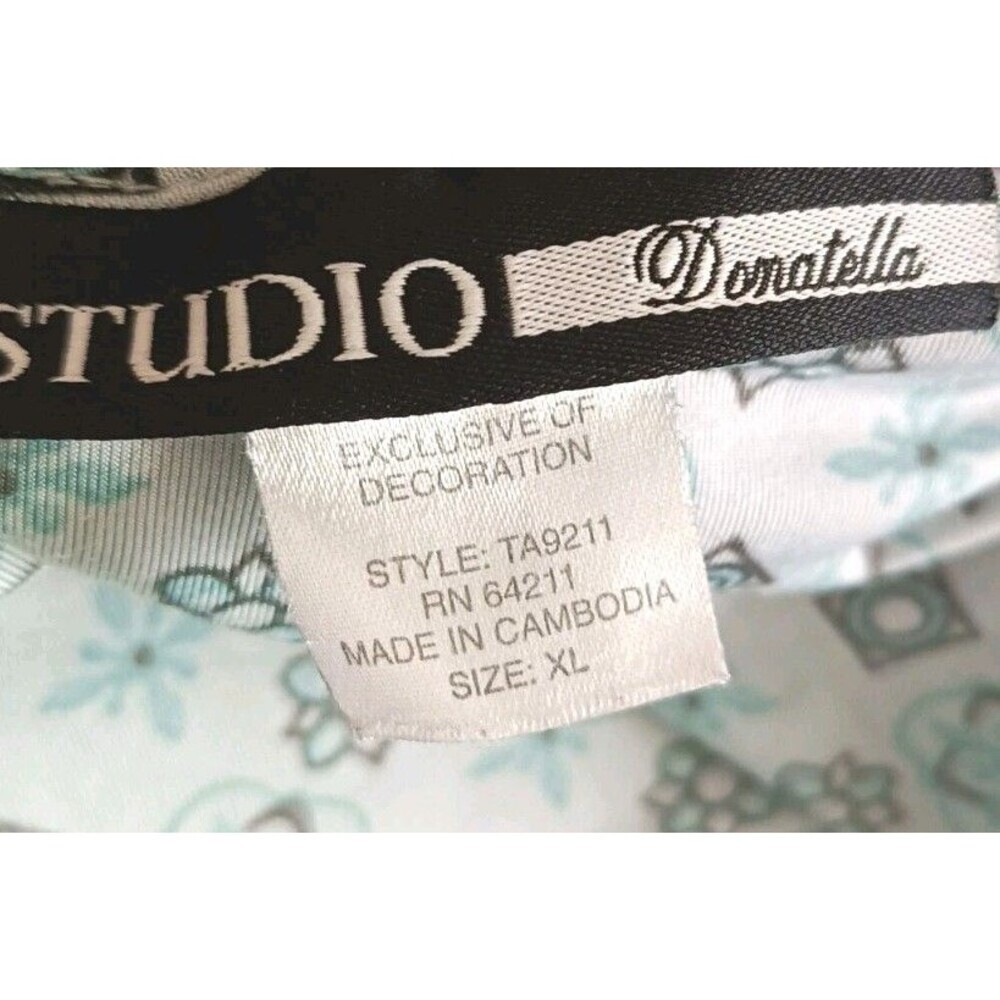 STUDIO Donatella
EXCLUSIVE OF
DECORATION
STYLE: TA9211
RN 64211
MADE IN CAMBODIA
SIZE: XL